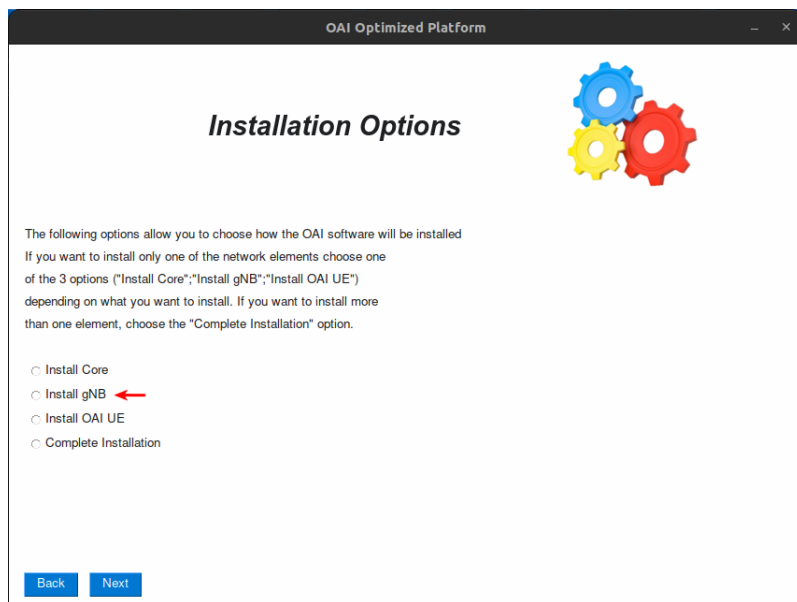 OAI Optimized Platform
Installation Options
The following options allow you to choose how the OAI software will be installed
If you want to install only one of the network elements choose one
of the 3 options ("Install Core";"Install gNB";"Install OAI UE")
depending on what you want to install. If you want to install more
than one element, choose the "Complete Installation" option.
Install Core
Install gNB
Install OAI UE
Complete Installation
Back Next